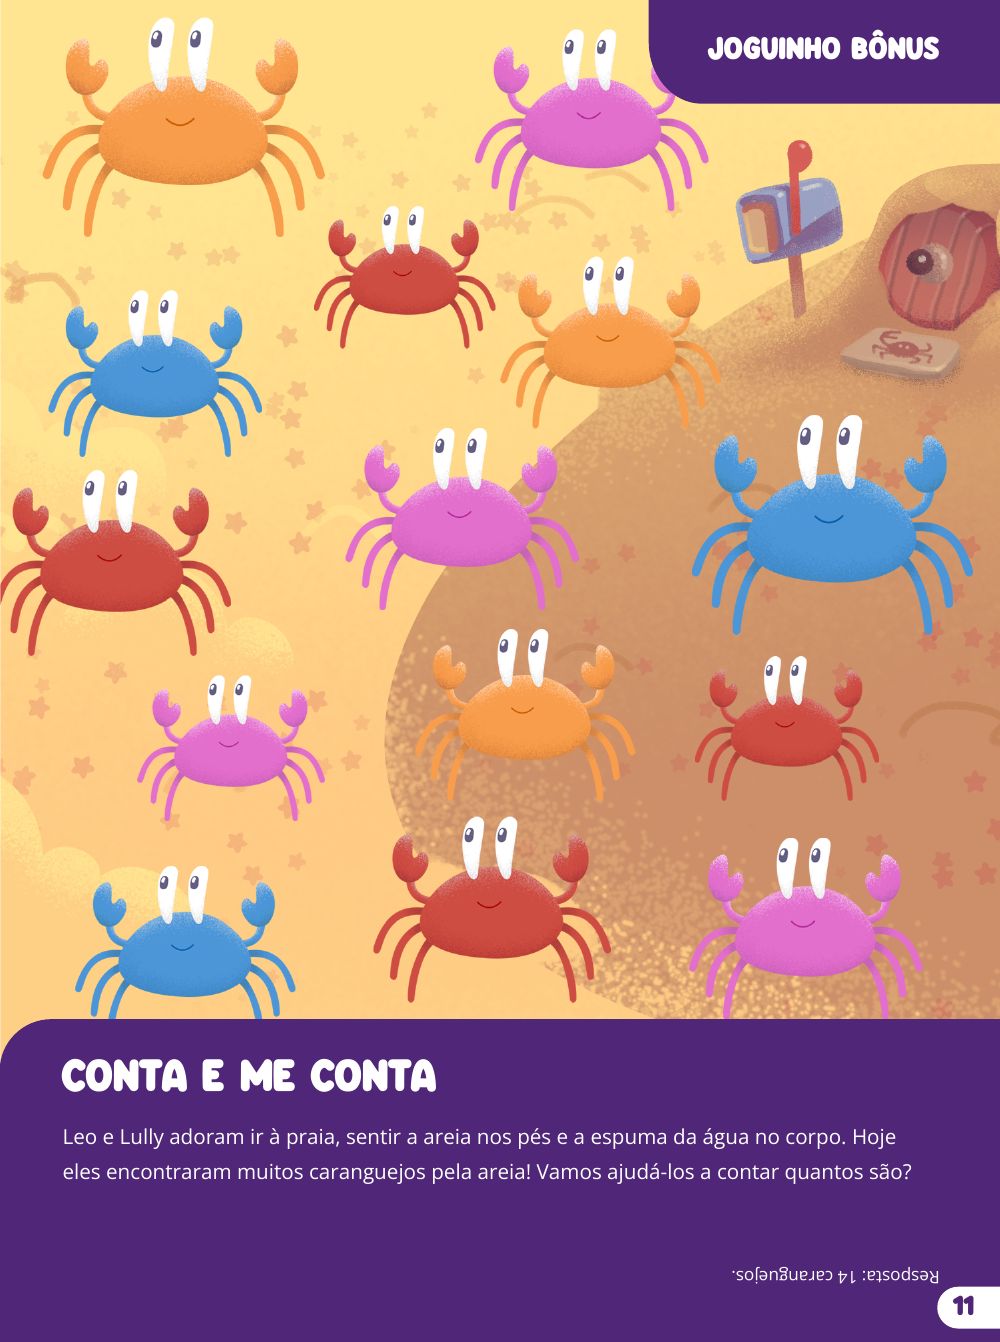 JOGUINHO BÔNUS
CONTA E ME CONTA
Leo e Lully adoram ir à praia, sentir a areia nos pés e a espuma da água no corpo. Hoje
eles encontraram muitos caranguejos pela areia! Vamos ajudá-los a contar quantos são?
Resposta: 14 caranguejos.
11